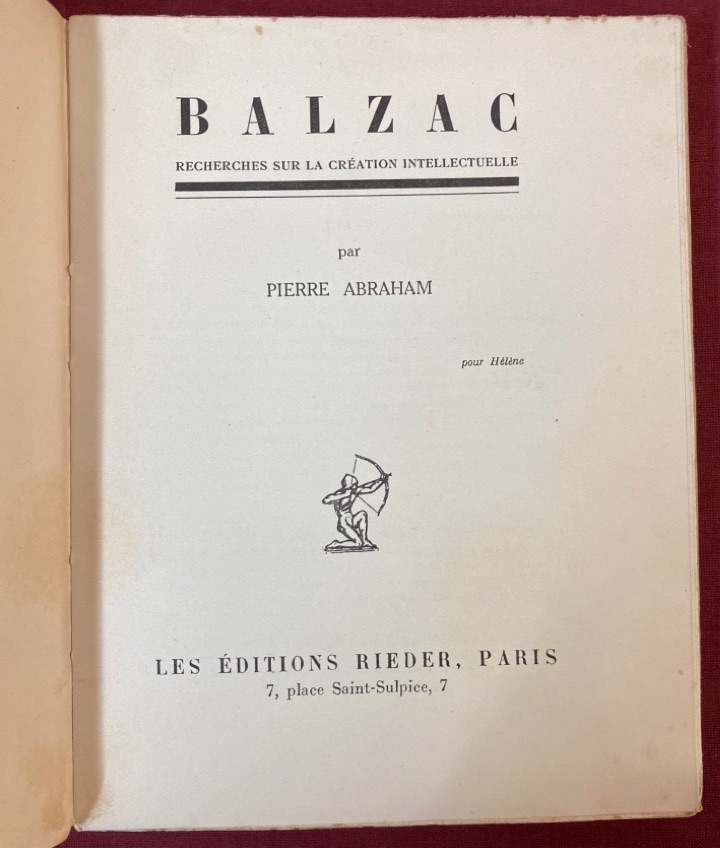 BALZAC
RECHERCHES SUR LA CRÉATION INTELLECTUELLE
par
PIERRE ABRAHAM
pour Hélène
LES ÉDITIONS RIEDER, PARIS
7, place Saint-Sulpice, 7